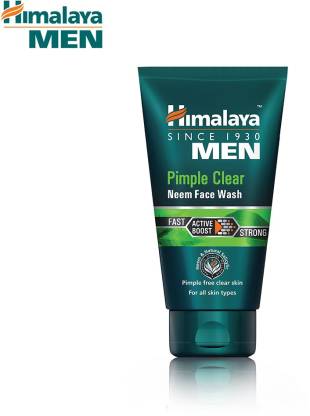 Himalaya
MEN
Himalaya™
SINCE 1930
MEN
Pimple Clear
Neem Face Wash
FAST
ACTIVE
BOOST
STRONG
Pimple free clear skin
For all skin types